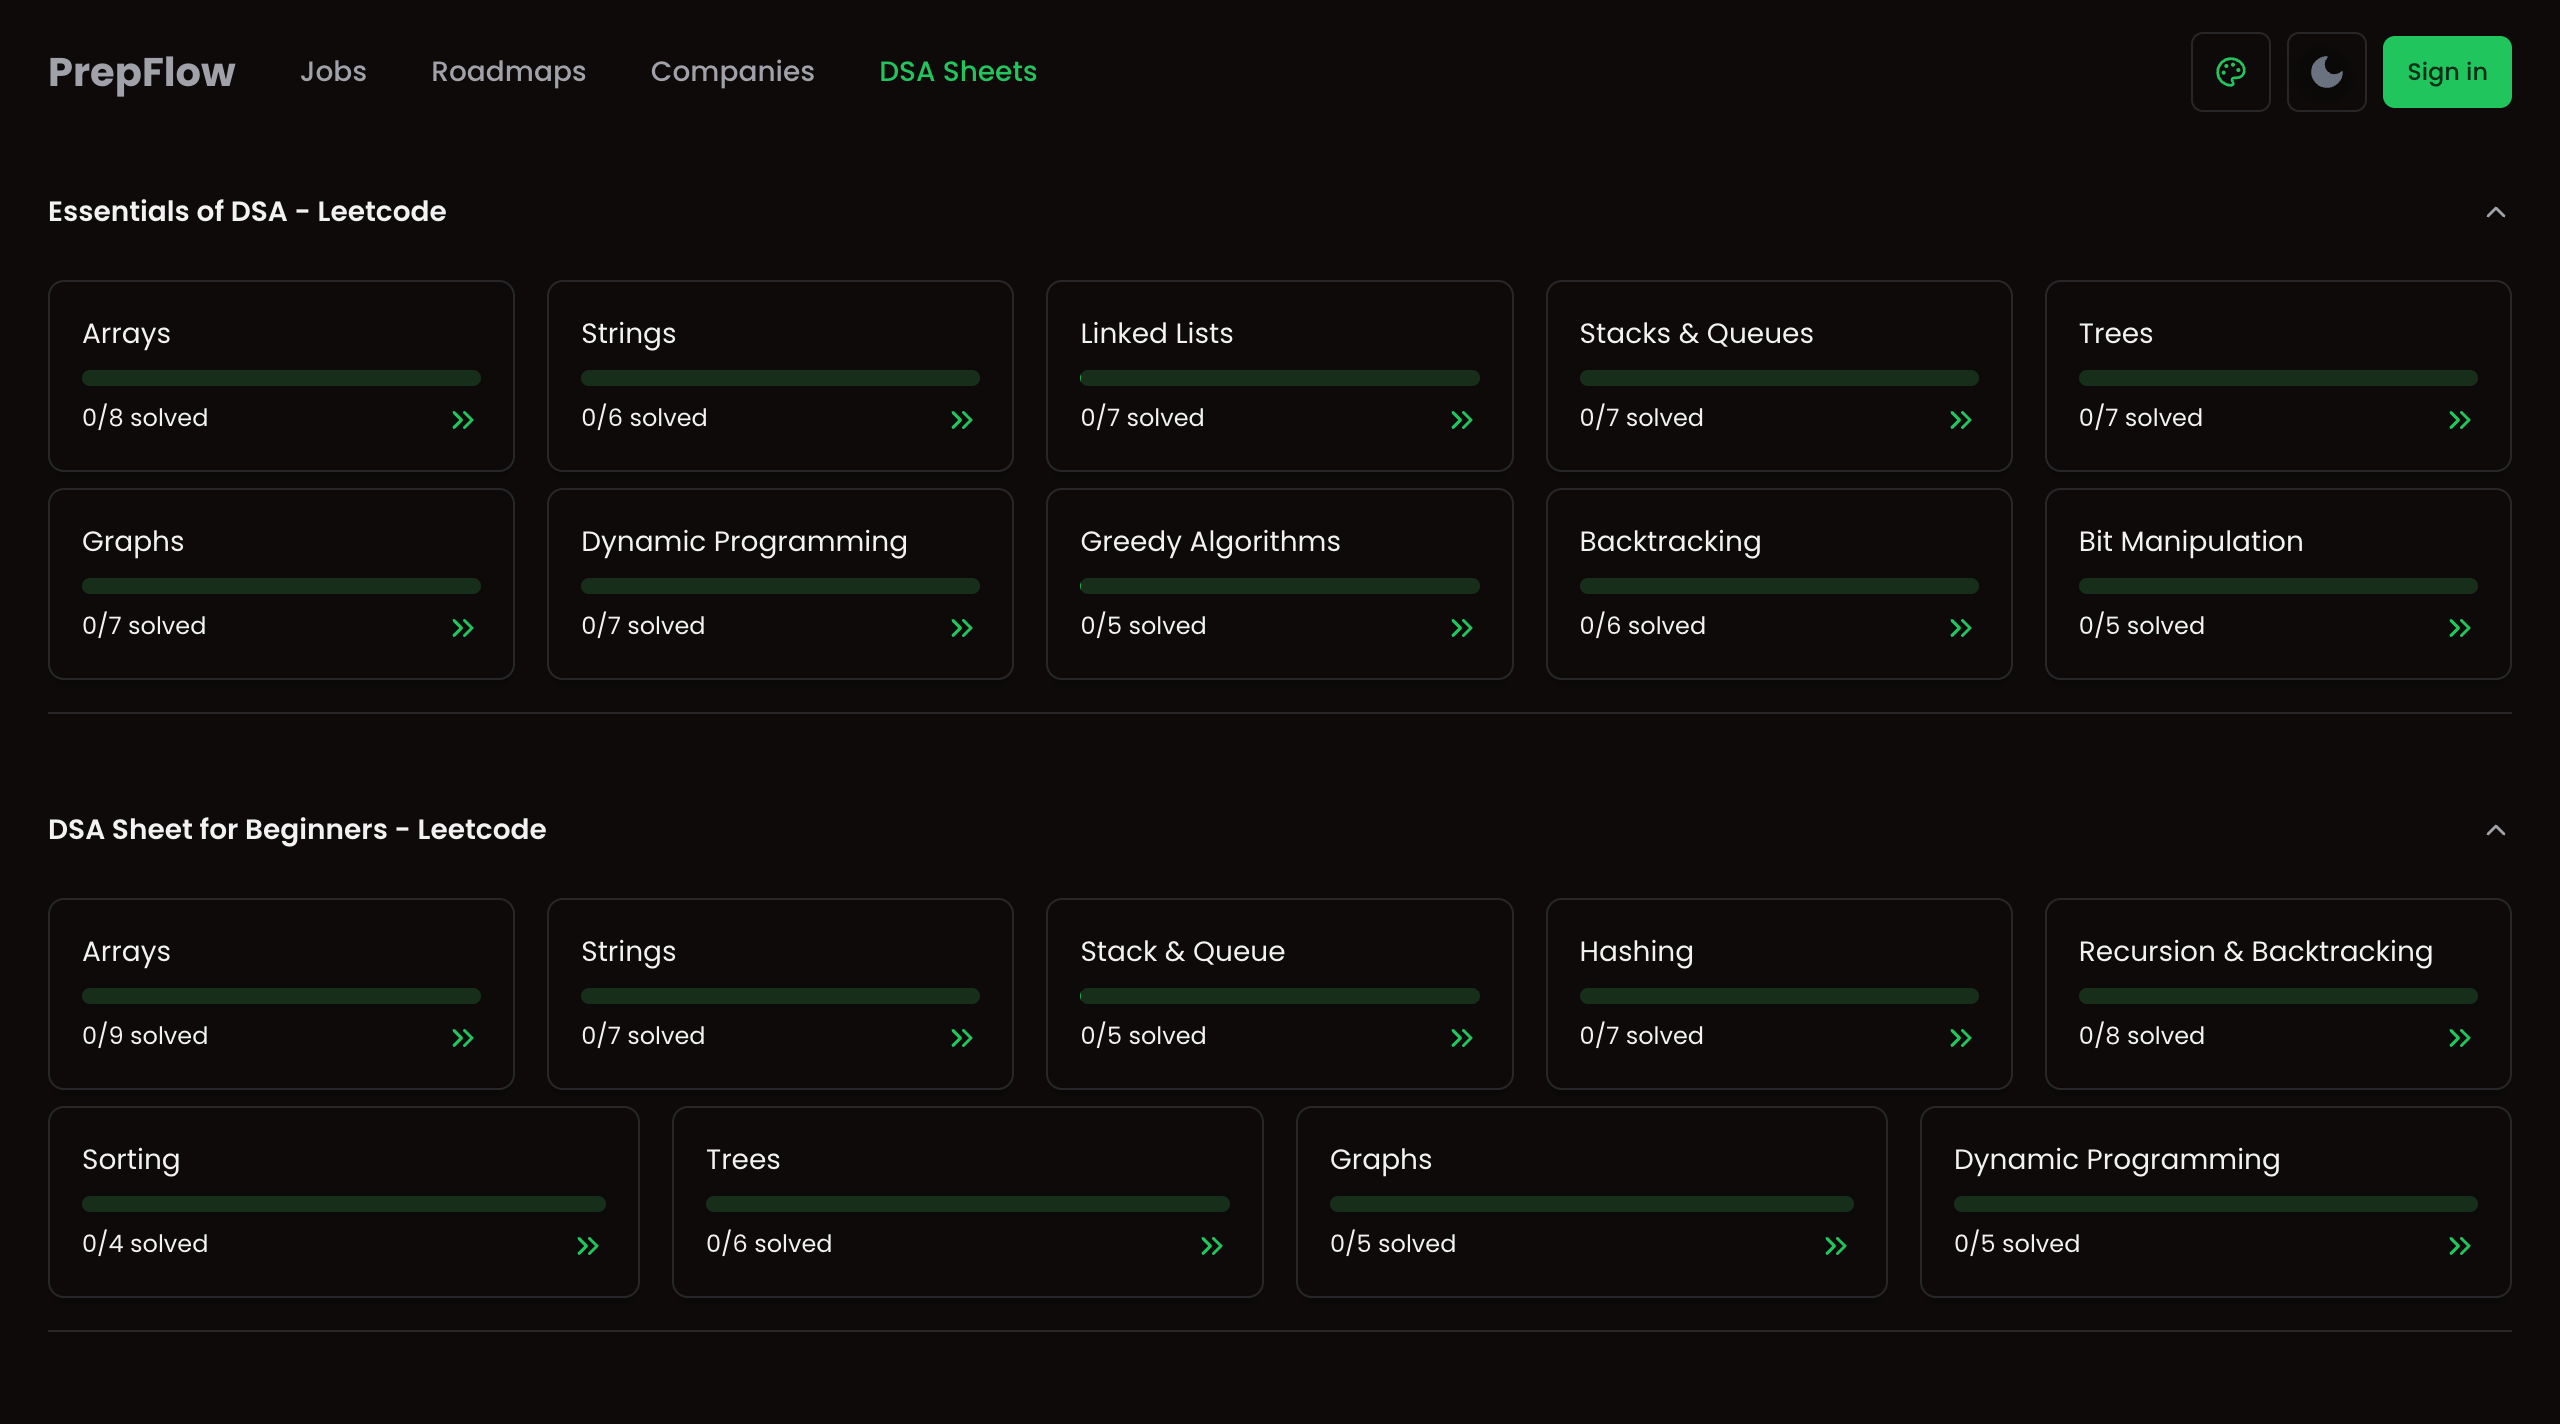 PrepFlow
Jobs
Roadmaps
Companies
DSA Sheets
Sign in
Essentials of DSA - Leetcode
Arrays
0/8 solved
Strings
0/6 solved
Linked Lists
0/7 solved
Stacks & Queues
0/7 solved
Trees
0/7 solved
Graphs
0/7 solved
Dynamic Programming
0/7 solved
Greedy Algorithms
0/5 solved
Backtracking
0/6 solved
Bit Manipulation
0/5 solved
DSA Sheet for Beginners - Leetcode
Arrays
0/9 solved
Strings
0/7 solved
Stack & Queue
0/5 solved
Hashing
0/7 solved
Recursion & Backtracking
0/8 solved
Sorting
0/4 solved
Trees
0/6 solved
Graphs
0/5 solved
Dynamic Programming
0/5 solved